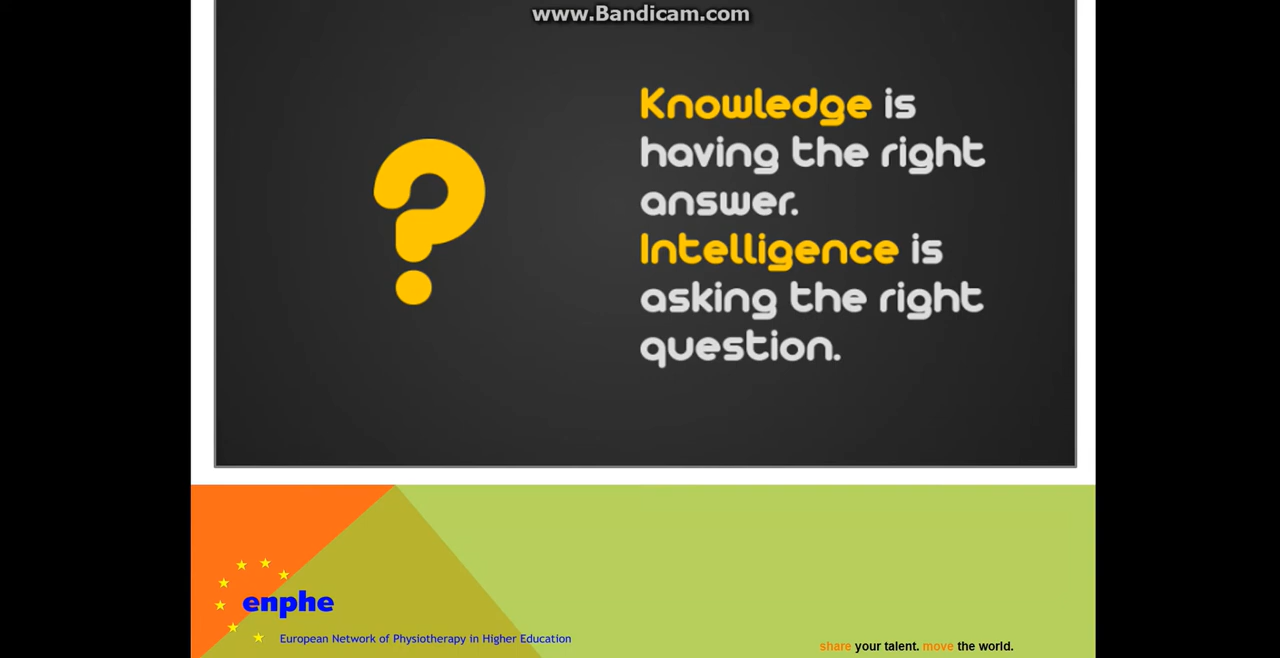 www.Bandicam.com
?
Knowledge is
having the right
answer.
Intelligence is
asking the right
question.
enphe
European Network of Physiotherapy in Higher Education
share your talent. move the world.